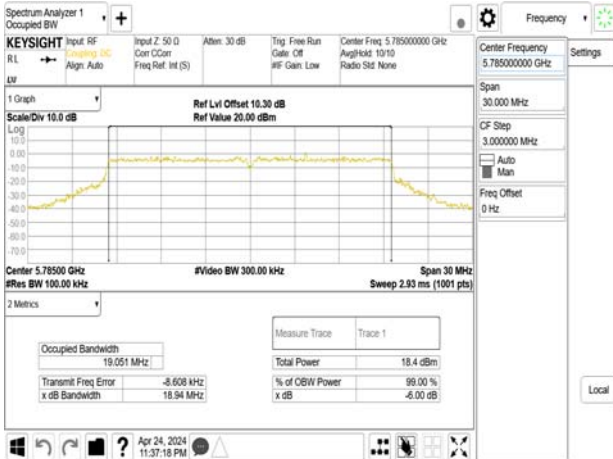 Spectrum Analyzer 1
Occupied BW
+
Frequency
KEYSIGHT
RL
LV
Input: RF
Coupling: DC
Align: Auto
Input Z: 50 Ω
Corr CCorr
Freq Ref: Int (S)
Atten: 30 dB
Trig: Free Run
Gate: Off
#IF Gain: Low
Center Freq: 5.785000000 GHz
Avg|Hold: 10/10
Radio Std: None
Center Frequency
5.785000000 GHz
Settings
Span
30.000 MHz
CF Step
3.000000 MHz
Auto
Man
Freq Offset
0 Hz
Local
1 Graph
Scale/Div 10.0 dB
Ref Lvl Offset 10.30 dB
Ref Value 20.00 dBm
Log
10.0
0.00
-10.0
-20.0
-30.0
-40.0
-50.0
-60.0
-70.0
Center 5.78500 GHz
#Video BW 300.00 kHz
Span 30 MHz
#Res BW 100.00 kHz
Sweep 2.93 ms (1001 pts)
2 Metrics
Measure Trace
Trace 1
Occupied Bandwidth
19.051 MHz
Total Power
18.4 dBm
Transmit Freq Error
-8.608 kHz
% of OBW Power
99.00 %
x dB Bandwidth
18.94 MHz
x dB
-6.00 dB
?
Apr 24, 2024
11:37:18 PM